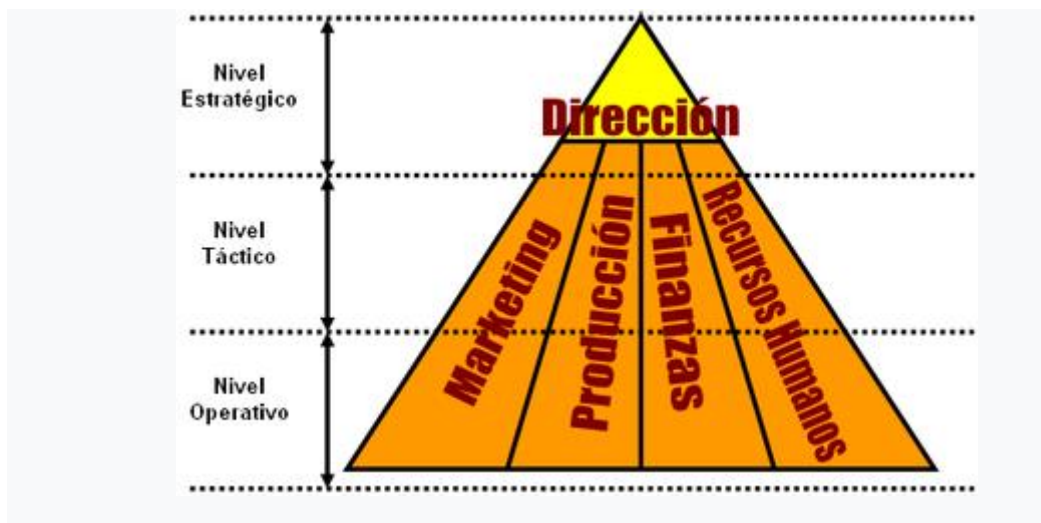 Nivel
Estratégico
Dirección
Nivel
Táctico
Marketing
Producción
Finanzas
Recursos Humanos
Nivel
Operativo